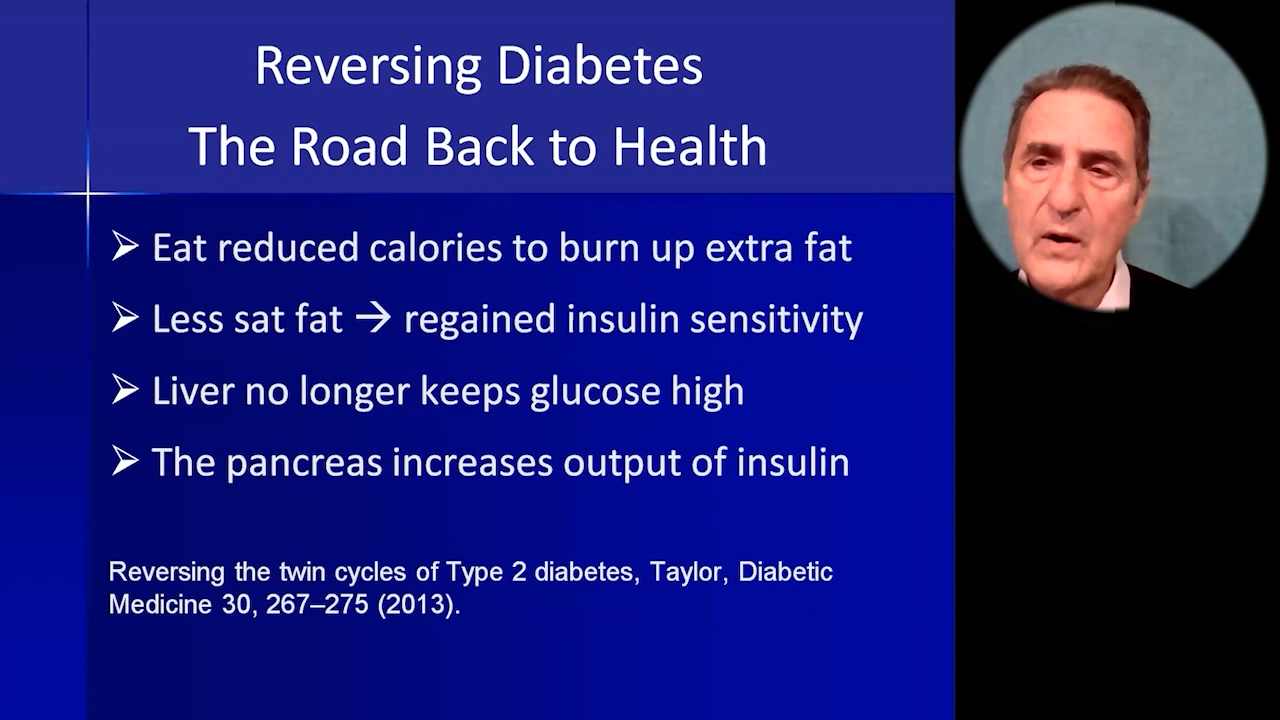 Reversing Diabetes
The Road Back to Health
➢ Eat reduced calories to burn up extra fat
➢ Less sat fat → regained insulin sensitivity
➢ Liver no longer keeps glucose high
➢ The pancreas increases output of insulin
Reversing the twin cycles of Type 2 diabetes, Taylor, Diabetic
Medicine 30, 267–275 (2013).